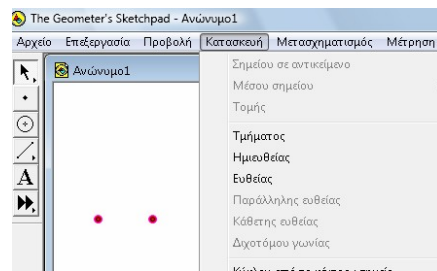 The Geometer's Sketchpad - Ανώνυμο1
Αρχείο Επεξεργασία Προβολή Κατασκευή Μετασχηματισμός Μέτρηση
Ανώνυμο1
Σημείου σε αντικείμενο
Μέσου σημείου
Τομής
Τμήματος
Ημιευθείας
Ευθείας
Παράλληλης ευθείας
Κάθετης ευθείας
Διχοτόμου γωνίας
A